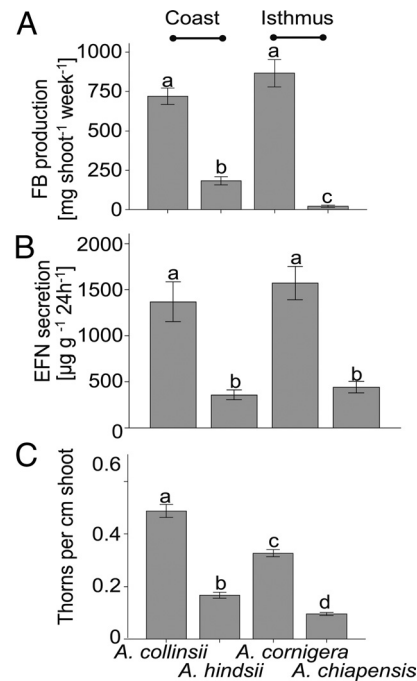 A
Coast
Isthmus
FB production
[mg shoot⁻¹ week⁻¹]
1000
750
500
250
0
a
b
a
c
B
EFN secretion
[µg g⁻¹ 24h⁻¹]
2000
1500
1000
500
0
a
b
a
b
C
Thorns per cm shoot
0.6
0.4
0.2
0
a
b
c
d
A. collinsii
A. hindsii
A. cornigera
A. chiapensis